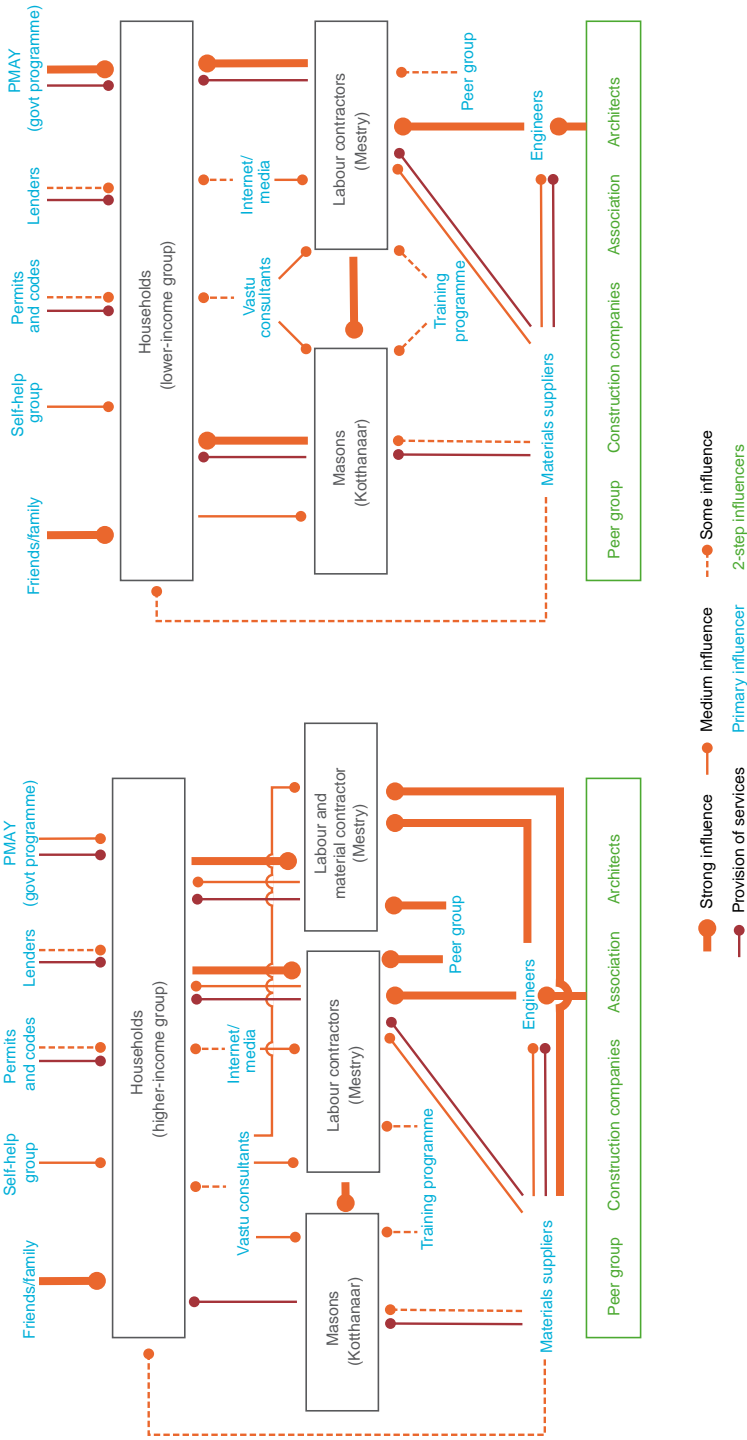 Friends/family
Self-help
group
Permits
and codes
Lenders
PMAY
(govt programme)
Households
(higher-income group)
Vastu consultants
Internet/
media
Masons
(Kotthanaar)
Labour contractors
(Mestry)
Labour and
material contractor
(Mestry)
Training programme
Peer group
Materials suppliers
Engineers
Peer group
Construction companies
Association
Architects
Friends/family
Self-help
group
Permits
and codes
Lenders
PMAY
(govt programme)
Households
(lower-income group)
Vastu
consultants
Internet/
media
Masons
(Kotthanaar)
Labour contractors
(Mestry)
Training
programme
Peer group
Materials suppliers
Engineers
Peer group
Construction companies
Association
Architects
Strong influence
Medium influence
Some influence
Provision of services
Primary influencer
2-step influencers